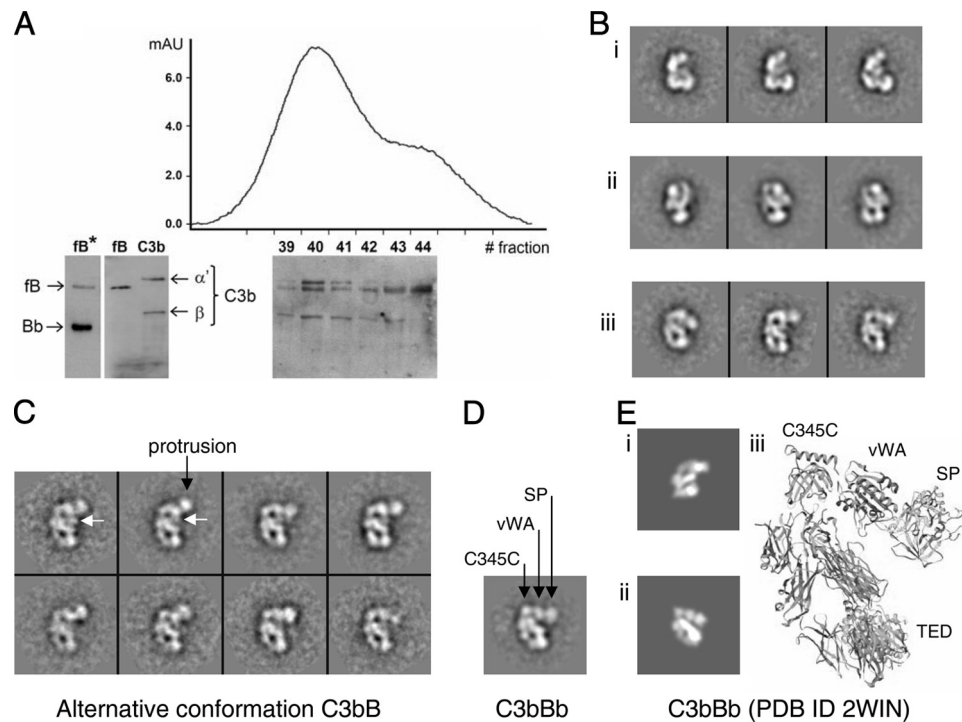 A
mAU
6.0
4.0
2.0
0.0
39 40 41 42 43 44 # fraction
fB* fB C3b
fB
Bb
α'
β
C3b
B
i
ii
iii
C
protrusion
Alternative conformation C3bB
D
SP
vWA
C345C
C3bBb
E
i
ii
iii
C345C
vWA
SP
TED
C3bBb (PDB ID 2WIN)